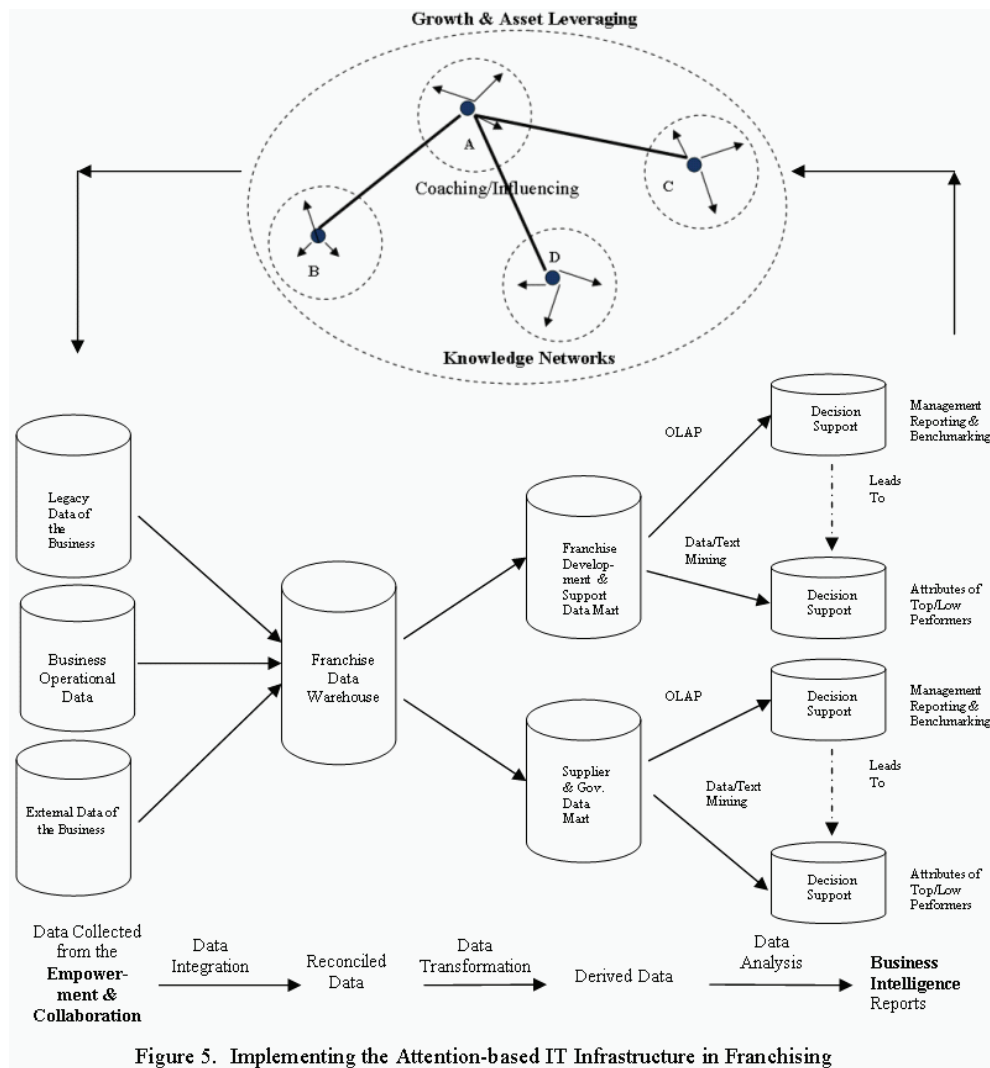 Growth & Asset Leveraging
A
Coaching/Influencing
C
B
D
Knowledge Networks
Legacy
Data of
the
Business
Business
Operational
Data
External Data of
the Business
Franchise
Data
Warehouse
Franchise
Develop-
ment &
Support
Data Mart
Supplier
& Gov.
Data
Mart
OLAP
Data/Text
Mining
Decision
Support
Management
Reporting &
Benchmarking
Leads
To
Decision
Support
Attributes of
Top/Low
Performers
OLAP
Data/Text
Mining
Decision
Support
Management
Reporting &
Benchmarking
Leads
To
Decision
Support
Attributes of
Top/Low
Performers
Data Collected
from the
Empower-
ment &
Collaboration
Data
Integration
Reconciled
Data
Data
Transformation
Derived Data
Data
Analysis
Business
Intelligence
Reports
Figure 5. Implementing the Attention-based IT Infrastructure in Franchising